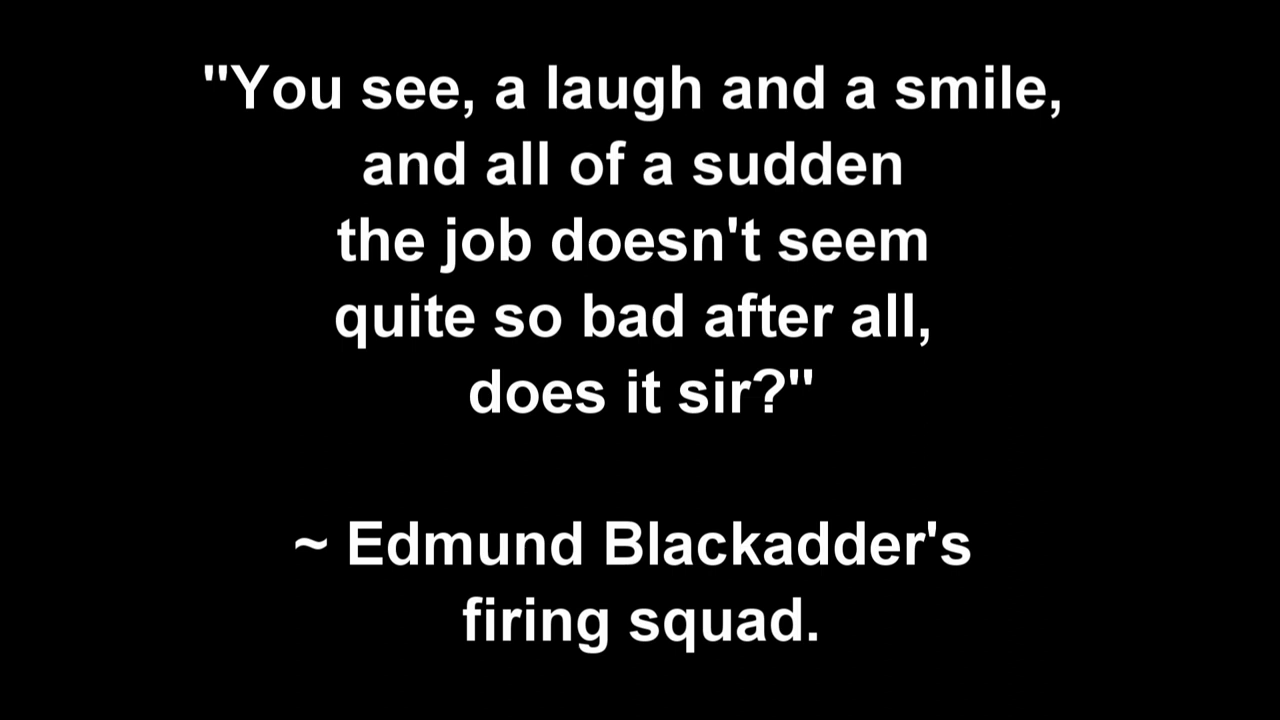 "You see, a laugh and a smile,
and all of a sudden
the job doesn't seem
quite so bad after all,
does it sir?"
~ Edmund Blackadder's
firing squad.